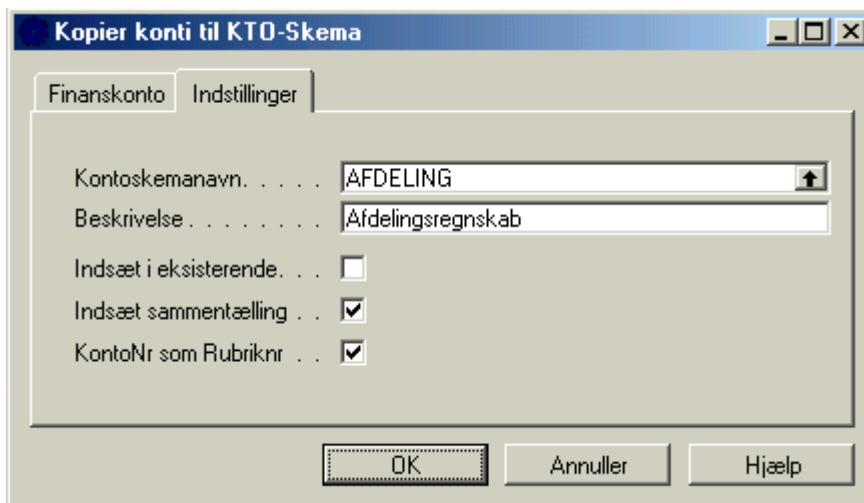 Kopier konti til KTO-Skema
Finanskonto Indstillinger
Kontoskemanavn. . . . . AFDELING
Beskrivelse . . . . . . . . Afdelingsregnskab
Indsæt i eksisterende. . .
Indsæt sammentælling . .
KontoNr som Rubriknr . .
OK Annuller Hjælp